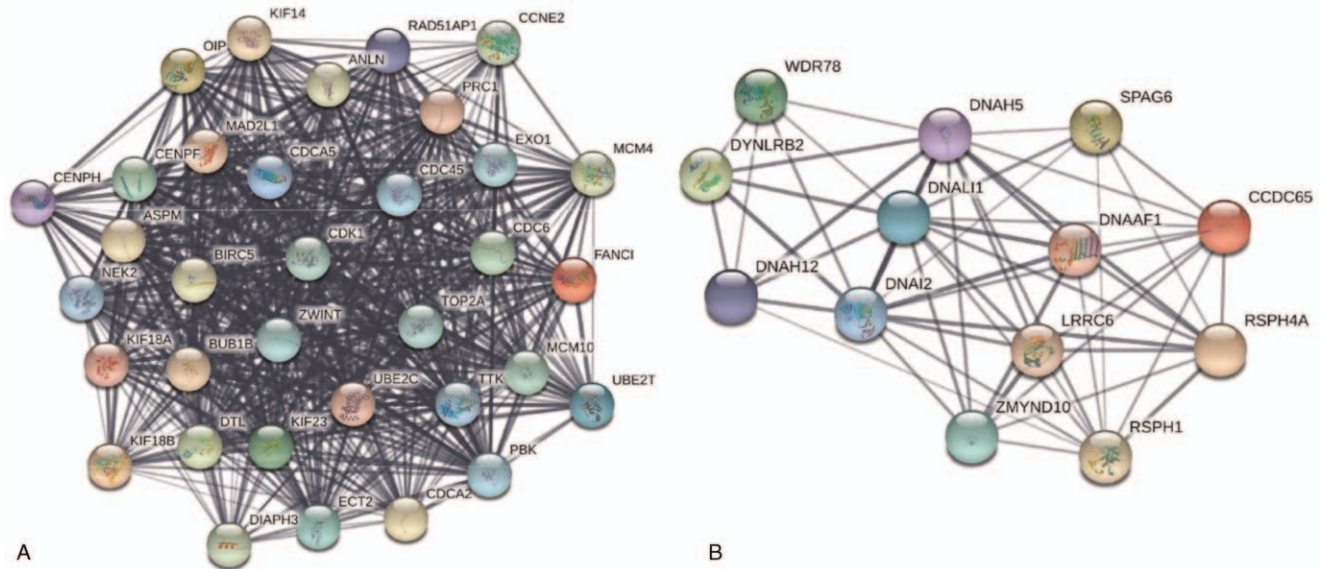 KIF14
RAD51AP1
CCNE2
OIP
ANLN
PRC1
MAD2L1
EXO1
CENPF
CDCA5
CDC45
MCM4
CENPH
ASPM
CDK1
CDC6
NEK2
BIRC5
FANCI
ZWINT
TOP2A
KIF18A
BUB1B
MCM10
UBE2C
TTK
UBE2T
KIF18B
DTL
KIF23
PBK
DIAPH3
ECT2
CDCA2
A
WDR78
DNAH5
SPAG6
DYNLRB2
DNALI1
CCDC65
DNAAF1
DNAH12
DNAI2
LRRC6
RSPH4A
ZMYND10
RSPH1
B